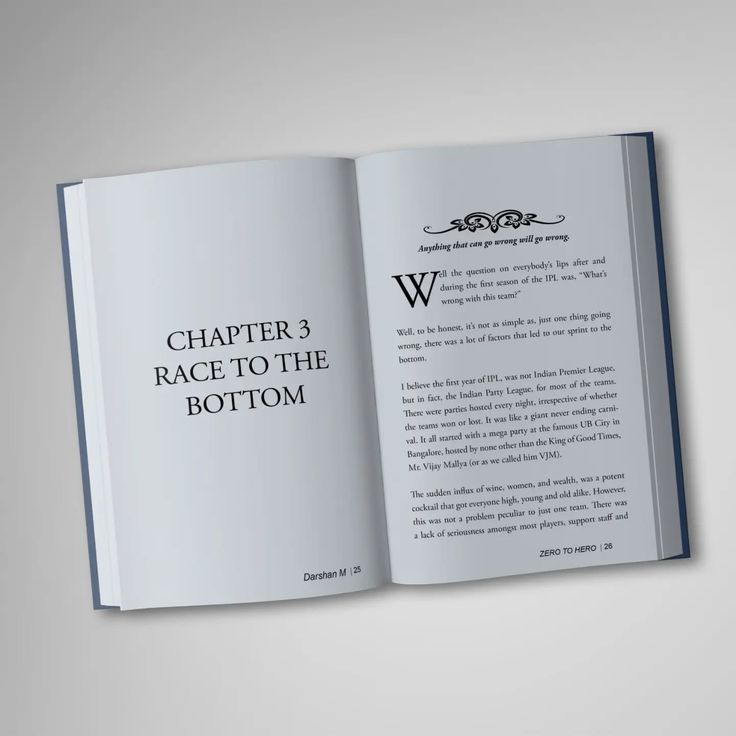 CHAPTER 3
RACE TO THE
BOTTOM
Darshan M | 25
Anything that can go wrong will go wrong.
Well the question on everybody's lips after and
during the first season of the IPL was, "What's
wrong with this team?"
Well, to be honest, it's not as simple as, just one thing going
wrong, there was a lot of factors that led to our sprint to the
bottom.
I believe the first year of IPL, was not Indian Premier League,
but in fact, the Indian Party League, for most of the teams.
There were parties hosted every night, irrespective of whether
the teams won or lost. It was like a giant never ending carni-
val. It all started with a mega party at the famous UB City in
Bangalore, hosted by none other than the King of Good Times,
Mr. Vijay Mallya (or as we called him VJM).
The sudden influx of wine, women, and wealth, was a potent
cocktail that got everyone high, young and old alike. However,
this was not a problem peculiar to just one team. There was
a lack of seriousness amongst most players, support staff and
ZERO TO HERO | 26